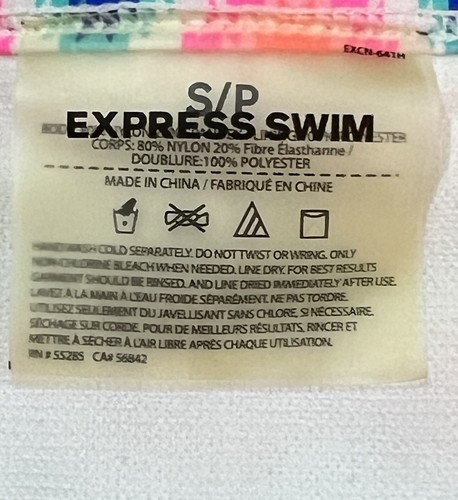 EXCN-641H
S/P
EXPRESS SWIM
CORPS: 80% NYLON 20% Fibre Élasthanne /
DOUBLURE:100% POLYESTER
MADE IN CHINA / FABRIQUÉ EN CHINE
HAND WASH COLD SEPARATELY. DO NOT TWIST OR WRING. ONLY
NON-CHLORINE BLEACH WHEN NEEDED. LINE DRY. FOR BEST RESULTS
GARMENT SHOULD BE RINSED, AND LINE DRIED IMMEDIATELY AFTER USE.
LAVEZ À LA MAIN À L'EAU FROIDE SÉPARÉMENT. NE PAS TORDRE.
UTILISEZ SEULEMENT DU JAVELLISANT SANS CHLORE, SI NÉCESSAIRE.
SÉCHAGE SUR CORDE. POUR DE MEILLEURS RÉSULTATS, RINCER ET
METTRE À SÉCHER À L'AIR LIBRE APRÈS CHAQUE UTILISATION.
RN # 55285 CA# 56842